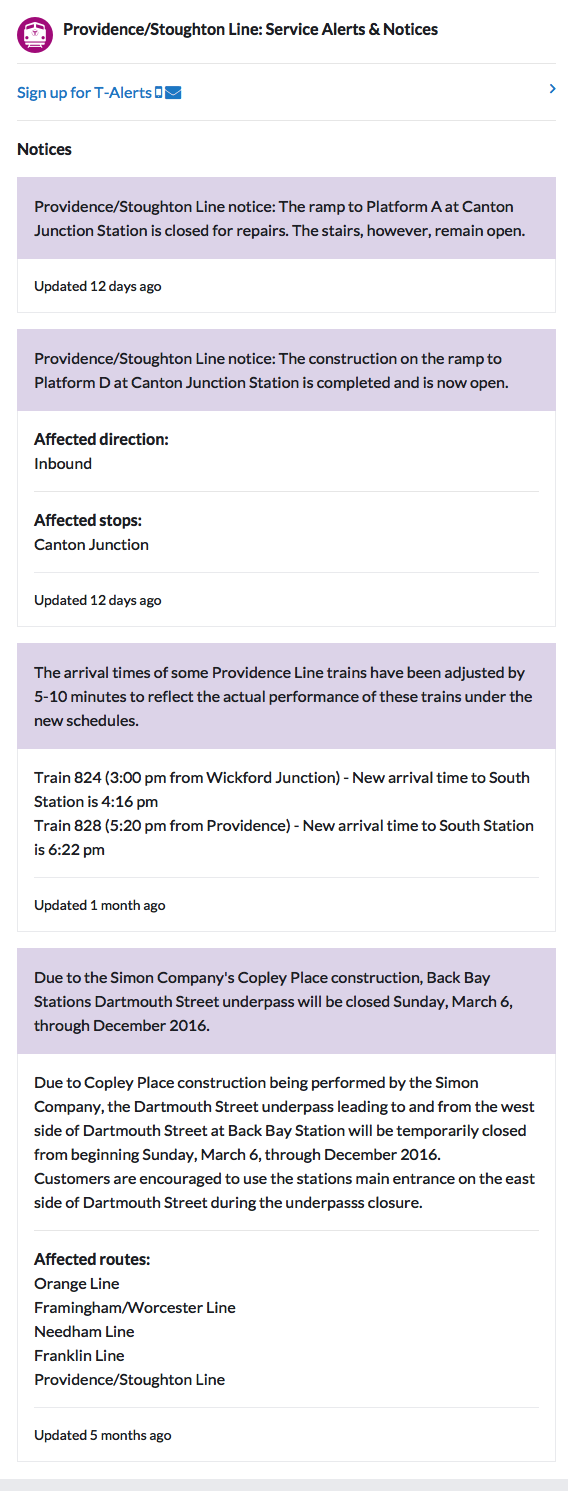 Providence/Stoughton Line: Service Alerts & Notices
Sign up for T-Alerts
Notices
Providence/Stoughton Line notice: The ramp to Platform A at Canton
Junction Station is closed for repairs. The stairs, however, remain open.
Updated 12 days ago
Providence/Stoughton Line notice: The construction on the ramp to
Platform D at Canton Junction Station is completed and is now open.
Affected direction:
Inbound
Affected stops:
Canton Junction
Updated 12 days ago
The arrival times of some Providence Line trains have been adjusted by
5-10 minutes to reflect the actual performance of these trains under the
new schedules.
Train 824 (3:00 pm from Wickford Junction) - New arrival time to South
Station is 4:16 pm
Train 828 (5:20 pm from Providence) - New arrival time to South Station
is 6:22 pm
Updated 1 month ago
Due to the Simon Company's Copley Place construction, Back Bay
Stations Dartmouth Street underpass will be closed Sunday, March 6,
through December 2016.
Due to Copley Place construction being performed by the Simon
Company, the Dartmouth Street underpass leading to and from the west
side of Dartmouth Street at Back Bay Station will be temporarily closed
from beginning Sunday, March 6, through December 2016.
Customers are encouraged to use the stations main entrance on the east
side of Dartmouth Street during the underpasss closure.
Affected routes:
Orange Line
Framingham/Worcester Line
Needham Line
Franklin Line
Providence/Stoughton Line
Updated 5 months ago